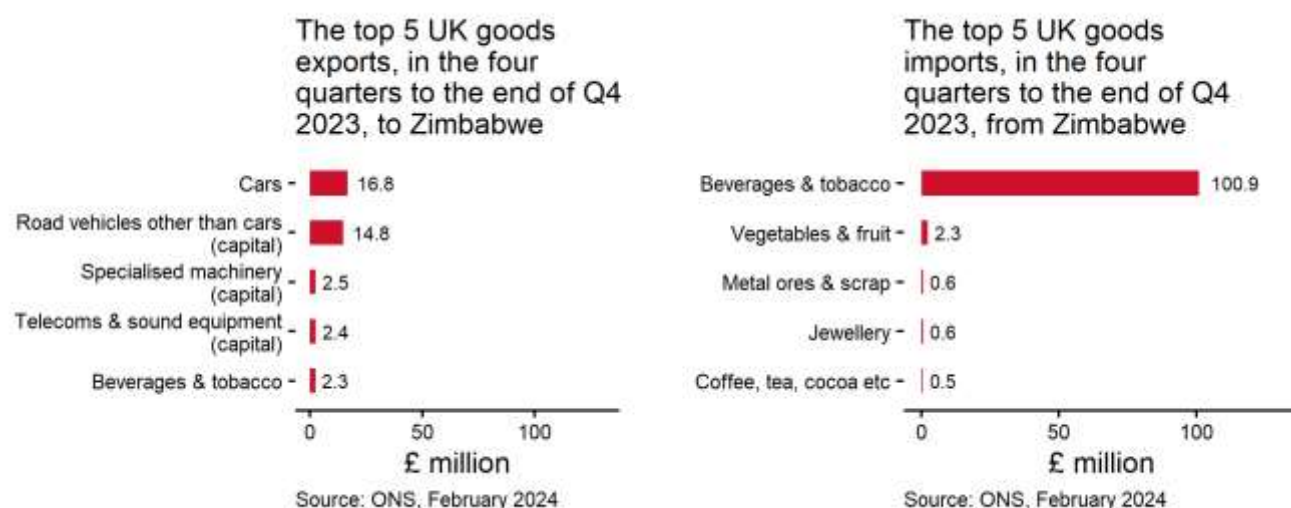 The top 5 UK goods
exports, in the four
quarters to the end of Q4
2023, to Zimbabwe
Cars
16.8
Road vehicles other than cars
(capital)
14.8
Specialised machinery
(capital)
2.5
Telecoms & sound equipment
(capital)
2.4
Beverages & tobacco
2.3
0 50 100
£ million
Source: ONS, February 2024
The top 5 UK goods
imports, in the four
quarters to the end of Q4
2023, from Zimbabwe
Beverages & tobacco
100.9
Vegetables & fruit
2.3
Metal ores & scrap
0.6
Jewellery
0.6
Coffee, tea, cocoa etc
0.5
0 50 100
£ million
Source: ONS, February 2024